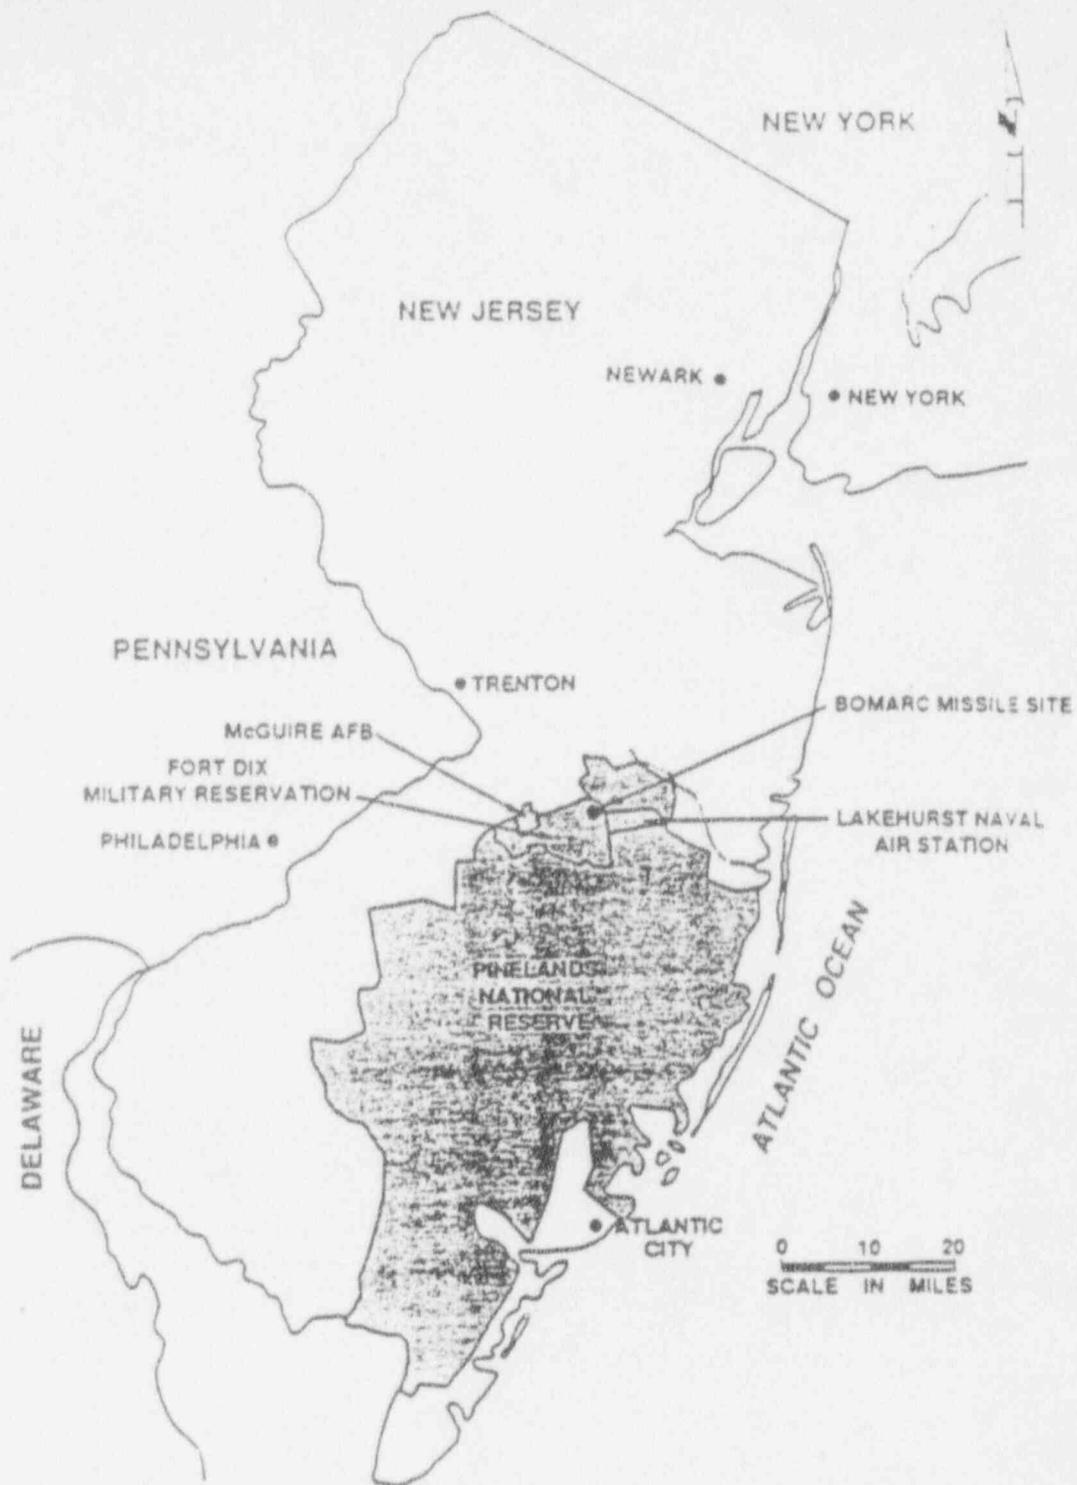 NEW YORK
N
NEW JERSEY
NEWARK
NEW YORK
PENNSYLVANIA
TRENTON
BOMARC MISSILE SITE
McGUIRE AFB
FORT DIX
MILITARY RESERVATION
LAKEHURST NAVAL
AIR STATION
PHILADELPHIA
PINELANDS
NATIONAL
RESERVE
ATLANTIC OCEAN
DELAWARE
ATLANTIC
CITY
0 10 20
SCALE IN MILES